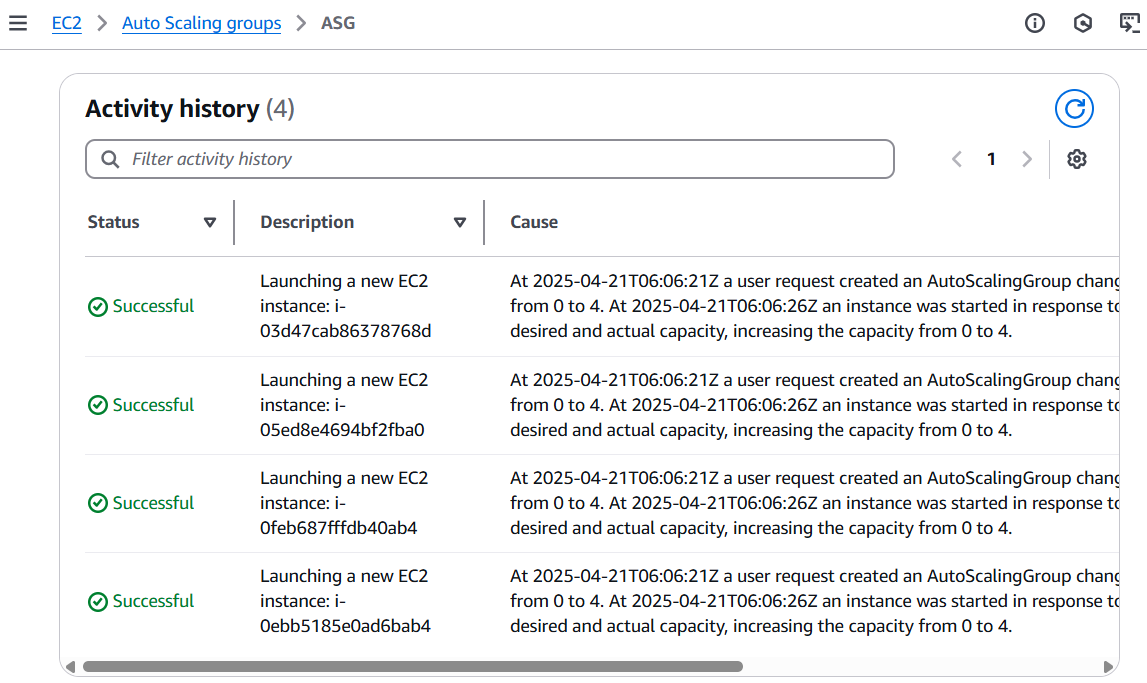 EC2 > Auto Scaling groups > ASG
Activity history (4)
Filter activity history
1
Status Description Cause
Launching a new EC2
instance: i-
03d47cab86378768d
Successful
At 2025-04-21T06:06:21Z a user request created an AutoScalingGroup
from 0 to 4. At 2025-04-21T06:06:26Z an instance was started in response
desired and actual capacity, increasing the capacity from 0 to 4.
Launching a new EC2
instance: i-
05ed8e4694bf2fba0
Successful
At 2025-04-21T06:06:21Z a user request created an AutoScalingGroup
from 0 to 4. At 2025-04-21T06:06:26Z an instance was started in response
desired and actual capacity, increasing the capacity from 0 to 4.
Launching a new EC2
instance: i-
0feb687fffdb40ab4
Successful
At 2025-04-21T06:06:21Z a user request created an AutoScalingGroup
from 0 to 4. At 2025-04-21T06:06:26Z an instance was started in response
desired and actual capacity, increasing the capacity from 0 to 4.
Launching a new EC2
instance: i-
0ebb5185e0ad6bab4
Successful
At 2025-04-21T06:06:21Z a user request created an AutoScalingGroup
from 0 to 4. At 2025-04-21T06:06:26Z an instance was started in response
desired and actual capacity, increasing the capacity from 0 to 4.